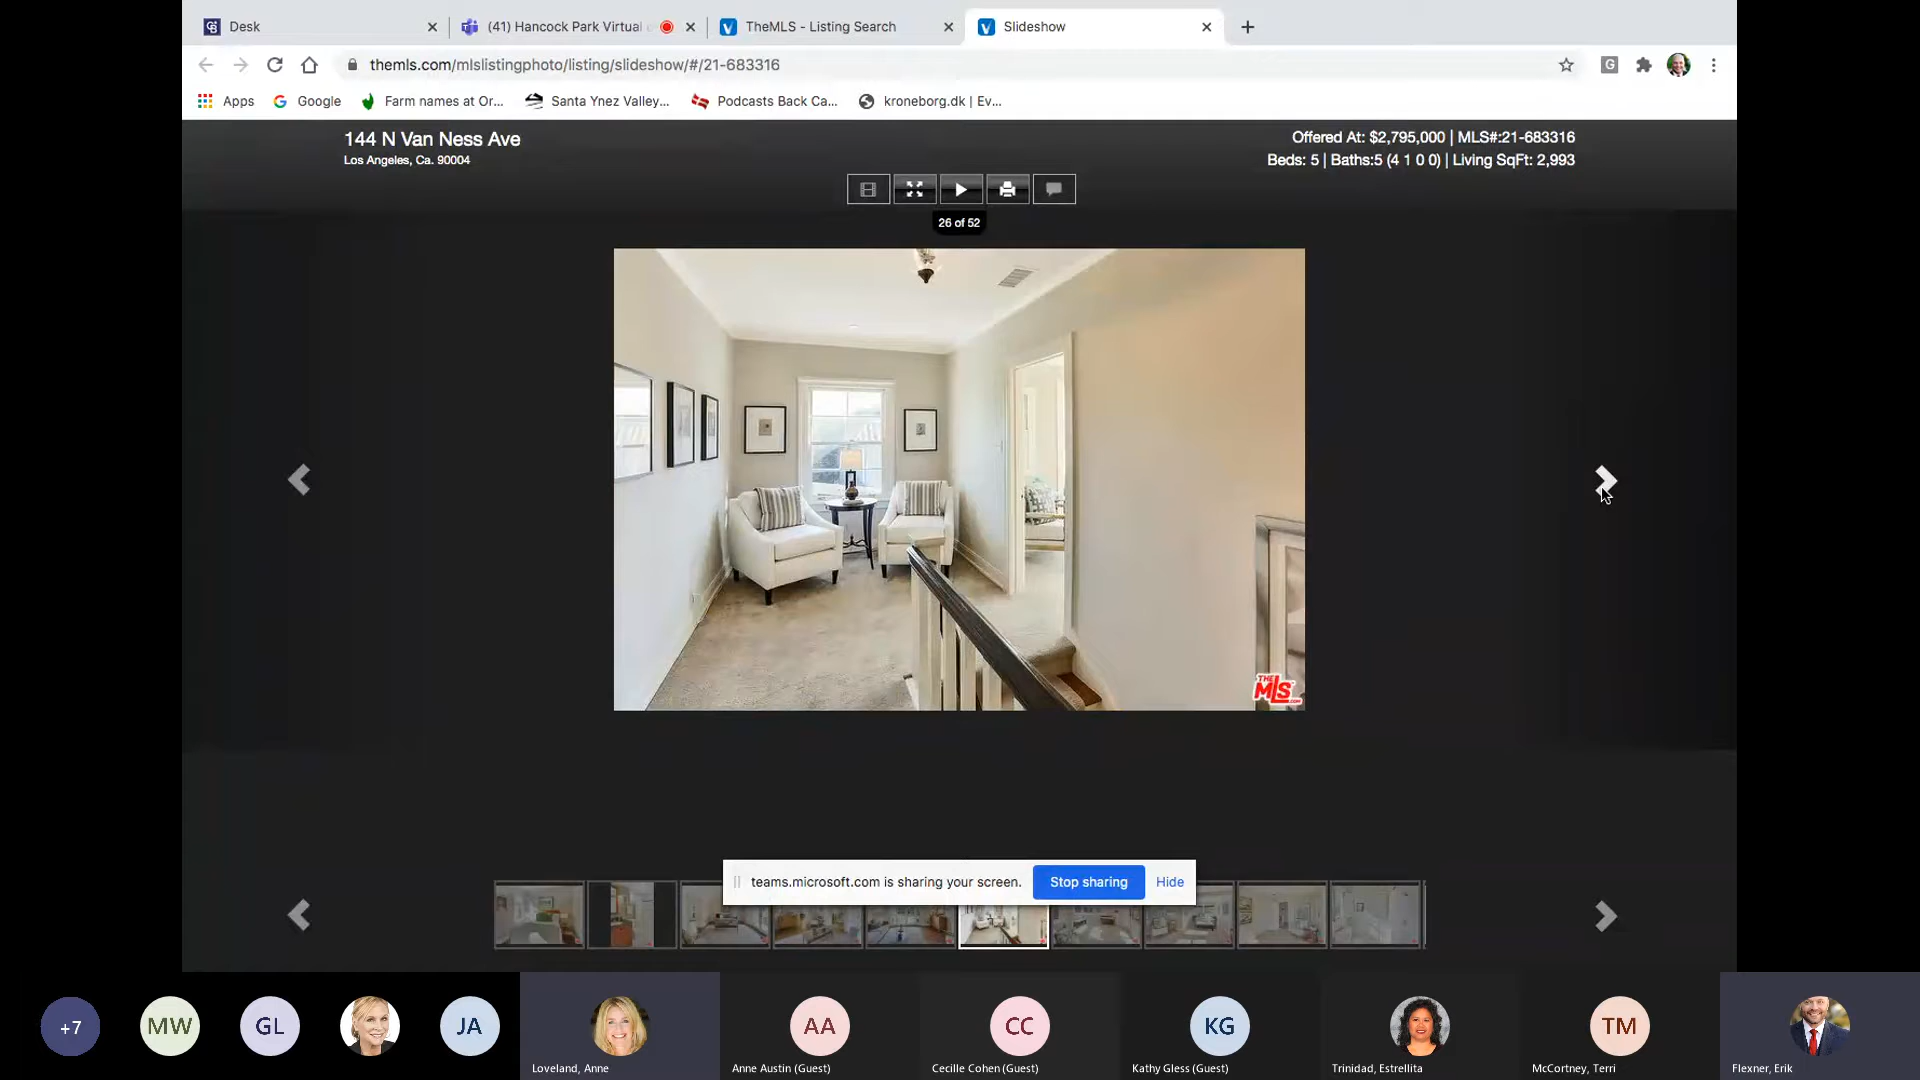 Desk
(41) Hancock Park Virtual
TheMLS - Listing Search
Slideshow
themls.com/mlslistingphoto/listing/slideshow/#/21-683316
G
Apps
Google
Farm names at Or...
Santa Ynez Valley...
Podcasts Back Ca...
kroneborg.dk | Ev...
144 N Van Ness Ave
Los Angeles, Ca. 90004
Offered At: $2,795,000 | MLS#:21-683316
Beds: 5 | Baths:5 (4 1 0 0) | Living SqFt: 2,993
26 of 52
THE
MLS
.COM
teams.microsoft.com is sharing your screen.
Stop sharing
Hide
+7
MW
GL
JA
AA
CC
KG
TM
Loveland, Anne
Anne Austin (Guest)
Cecille Cohen (Guest)
Kathy Gless (Guest)
Trinidad, Estrellita
McCortney, Terri
Flexner, Erik